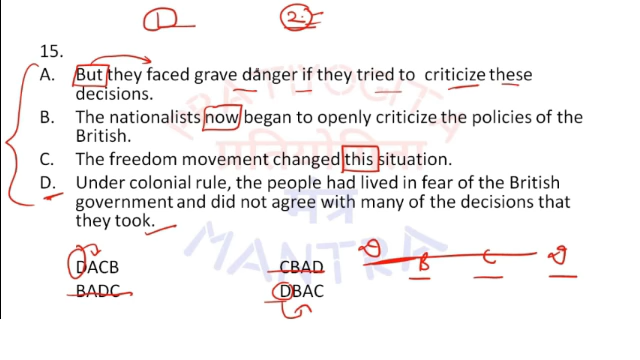 1 2.
15.
A. But they faced grave danger if they tried to criticize these
decisions.
B. The nationalists now began to openly criticize the policies of the
British.
C. The freedom movement changed this situation.
D. Under colonial rule, the people had lived in fear of the British
government and did not agree with many of the decisions that
they took.
DACB CBAD
B C
BADC DBAC
MANTRA